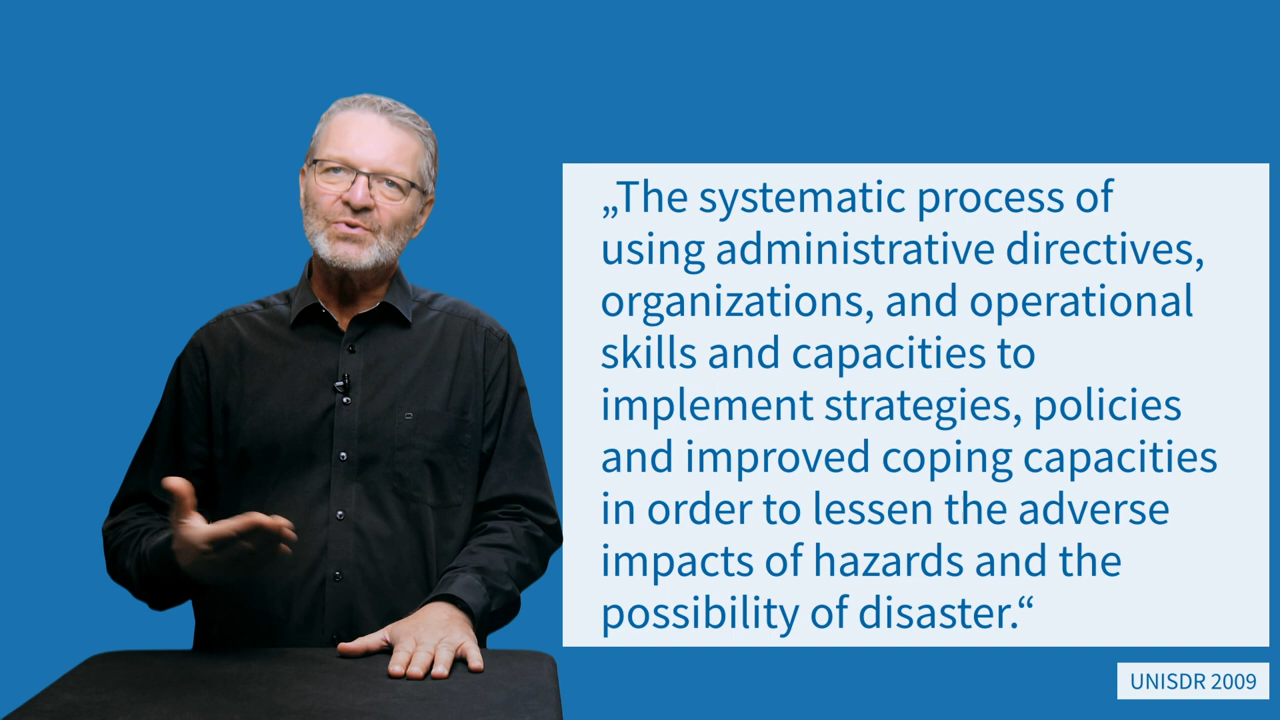 „The systematic process of
using administrative directives,
organizations, and operational
skills and capacities to
implement strategies, policies
and improved coping capacities
in order to lessen the adverse
impacts of hazards and the
possibility of disaster.“
UNISDR 2009